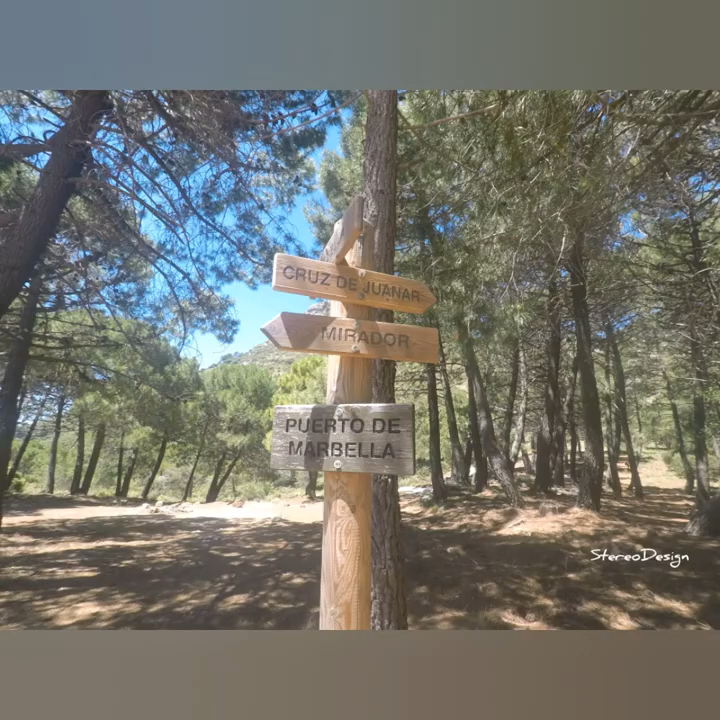 CRUZ DE JUANAR
MIRADOR
PUERTO DE
MARBELLA
StereoDesign